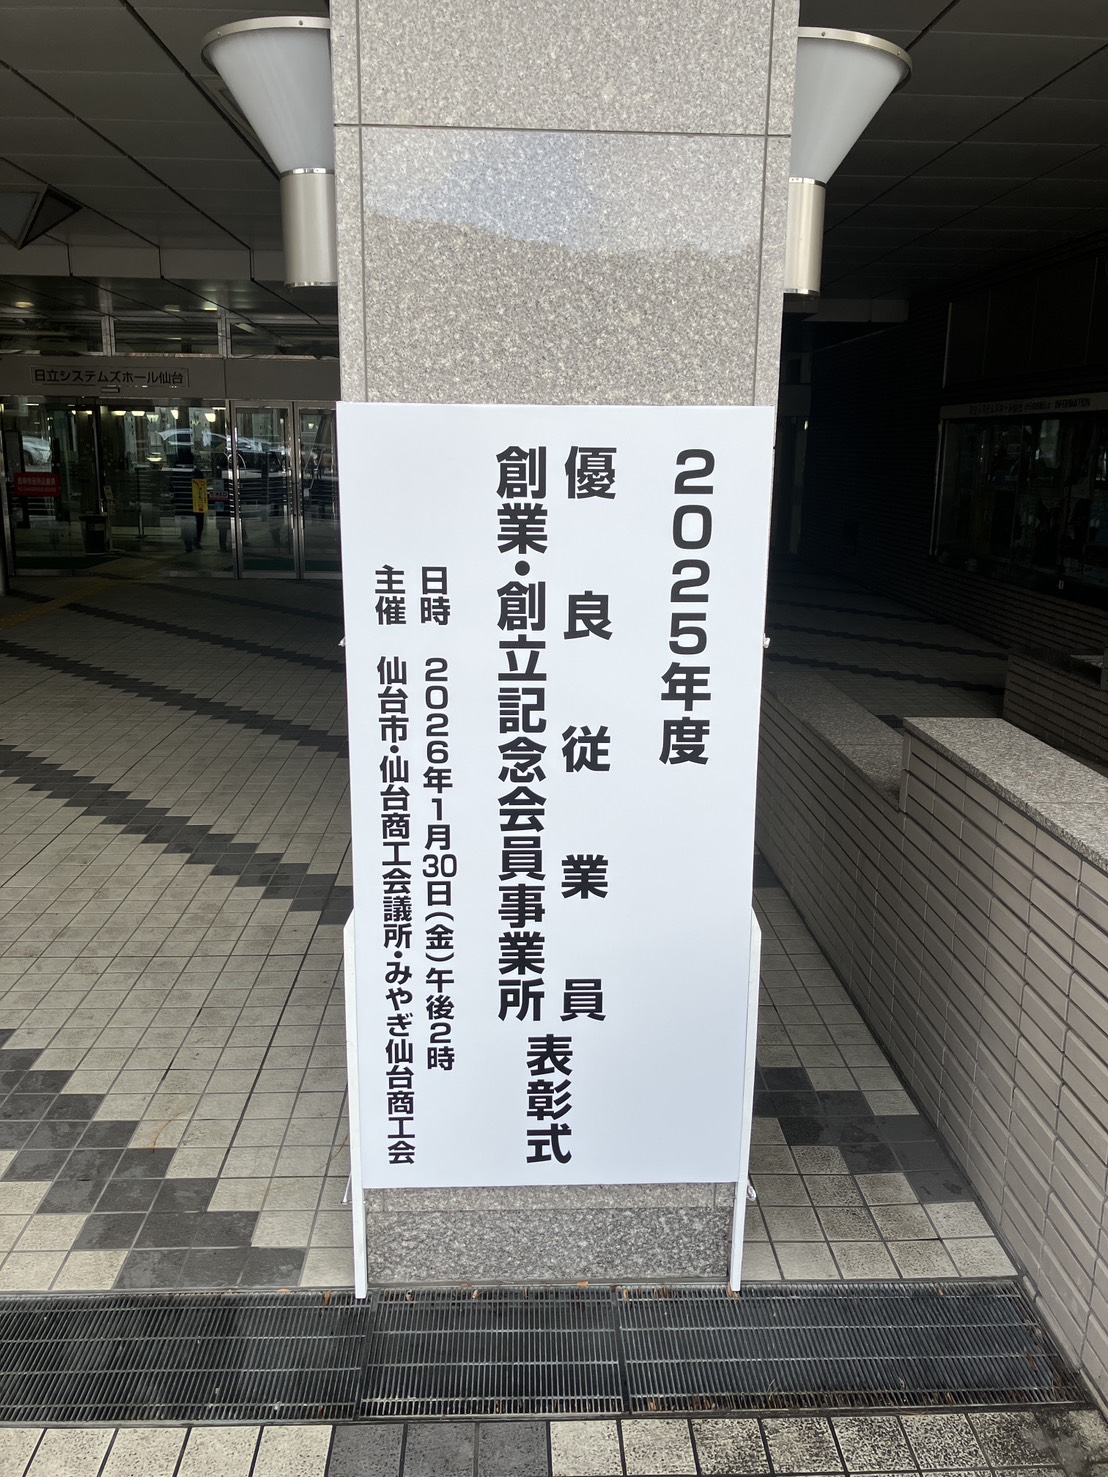 2025年度
優良従業員
創業・創立記念会員事業所
表彰式
日時 2026年1月30日(金)午後2時
主催 仙台市・仙台商工会議所・みやぎ仙台商工会
日立システムズホール仙台
INFORMATION